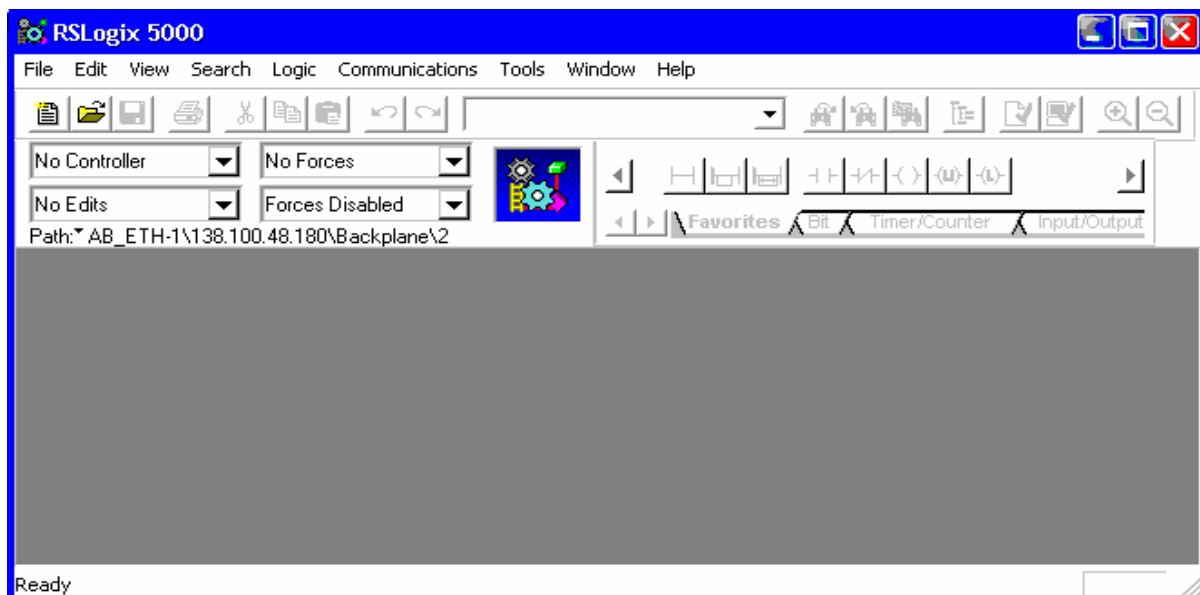 RSLogix 5000
File Edit View Search Logic Communications Tools Window Help
No Controller No Forces
No Edits Forces Disabled
Path: AB_ETH-1\138.100.48.180\Backplane\2
Favorites Bit Timer/Counter Input/Output
Ready